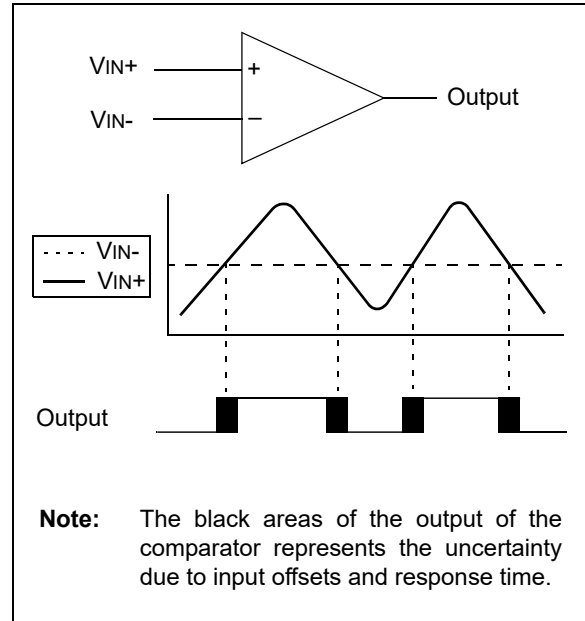 VIN+
+
Output
VIN-
–
VIN-
VIN+
Output
Note: The black areas of the output of the
comparator represents the uncertainty
due to input offsets and response time.